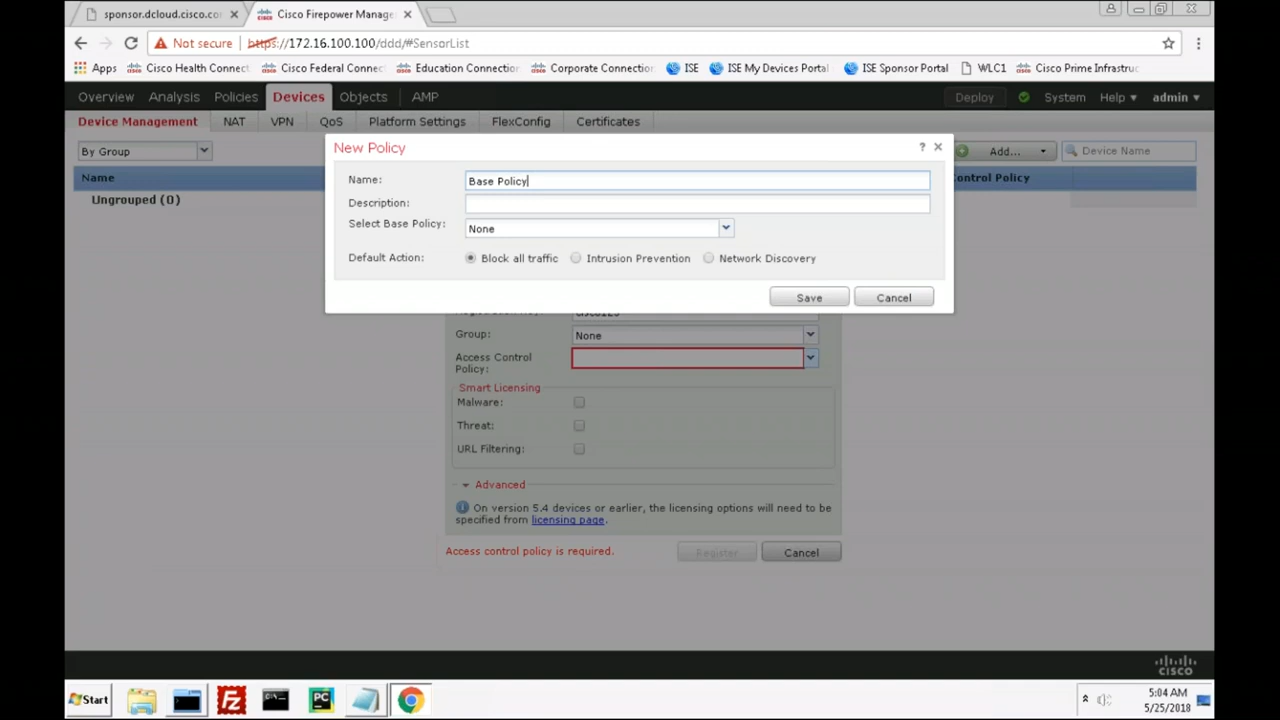 sponsor.dcloud.cisco.co
Cisco Firepower Manage
Not secure https://172.16.100.100/ddd/#SensorList
Apps Cisco Health Connect Cisco Federal Connec Education Connection Corporate Connection ISE ISE My Devices Portal ISE Sponsor Portal WLC1 Cisco Prime Infrastruc
Overview Analysis Policies Devices Objects AMP Deploy System Help admin
Device Management NAT VPN QoS Platform Settings FlexConfig Certificates
By Group Add... Device Name
Name ontrol Policy
Ungrouped (0)
New Policy ?
Name: Base Policy
Description:
Select Base Policy: None
Default Action: Block all traffic Intrusion Prevention Network Discovery
Save Cancel
Group: None
Access Control
Policy:
Smart Licensing
Malware:
Threat:
URL Filtering:
Advanced
On version 5.4 devices or earlier, the licensing options will need to be
specified from licensing page.
Access control policy is required. Register Cancel
cisco
Start FZ PC 5:04 AM
5/25/2018